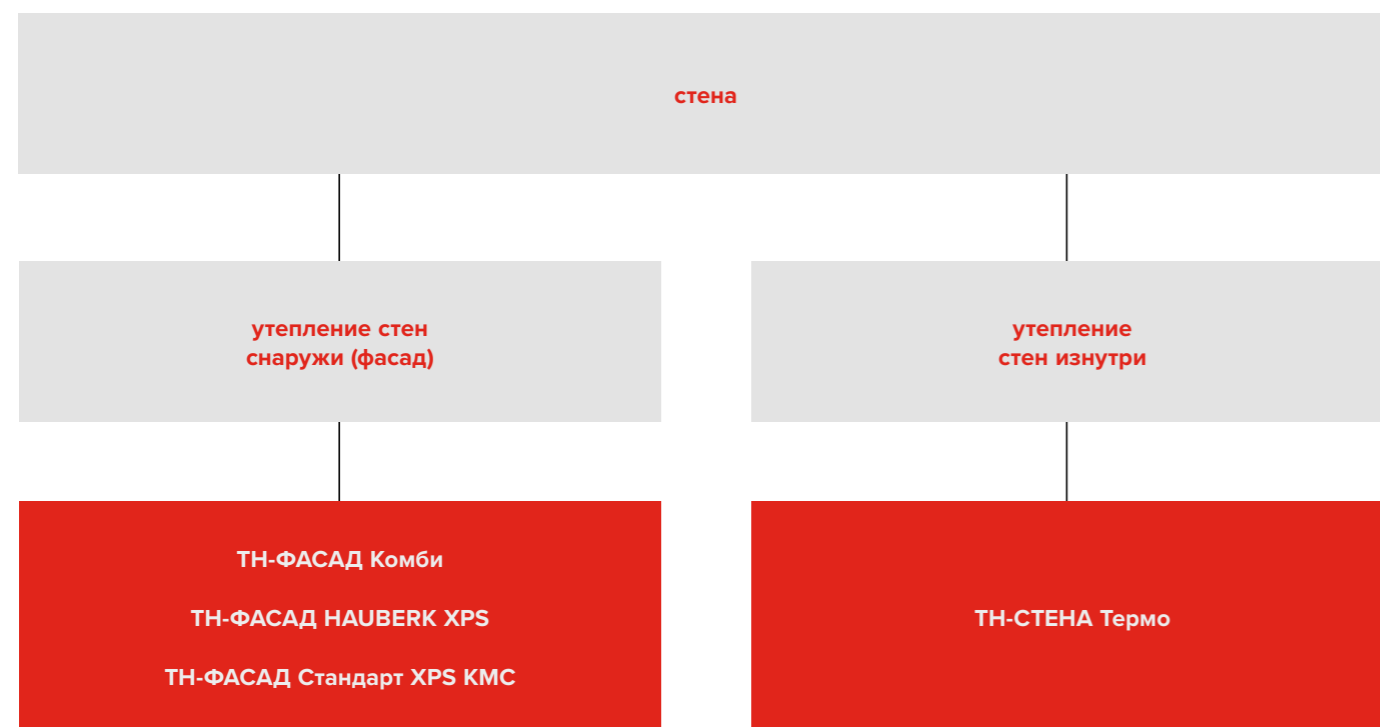 стена
утепление стен
снаружи (фасад)
утепление
стен изнутри
ТН-ФАСАД Комби
ТН-ФАСАД HAUBERK XPS
ТН-ФАСАД Стандарт XPS КМС
ТН-СТЕНА Термо